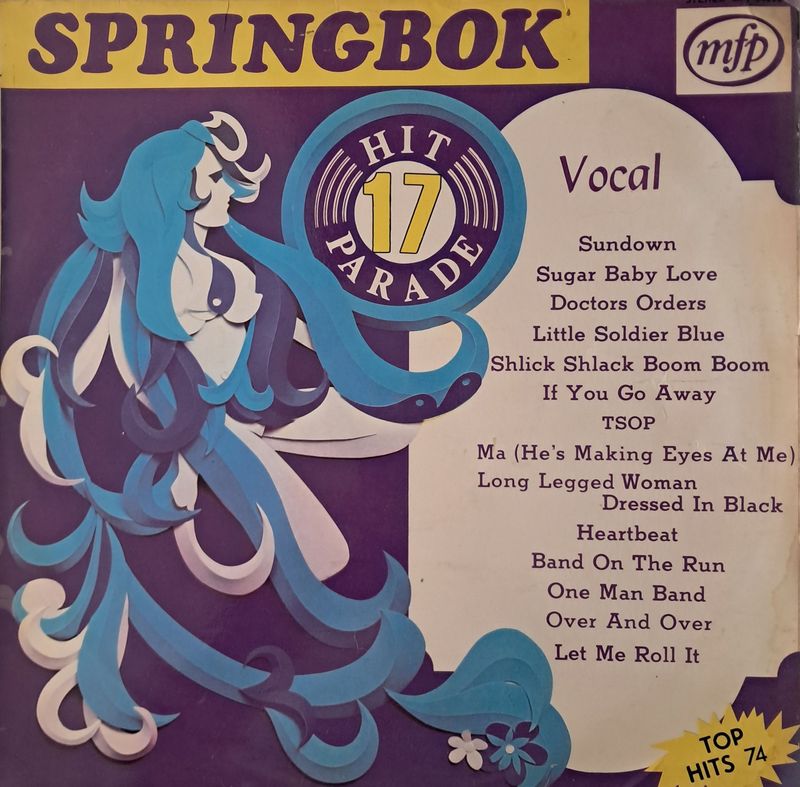 SPRINGBOK
mfp
HIT
17
PARADE
Vocal
Sundown
Sugar Baby Love
Doctors Orders
Little Soldier Blue
Shlick Shlack Boom Boom
If You Go Away
TSOP
Ma (He's Making Eyes At Me)
Long Legged Woman
Dressed In Black
Heartbeat
Band On The Run
One Man Band
Over And Over
Let Me Roll It
TOP
HITS 74